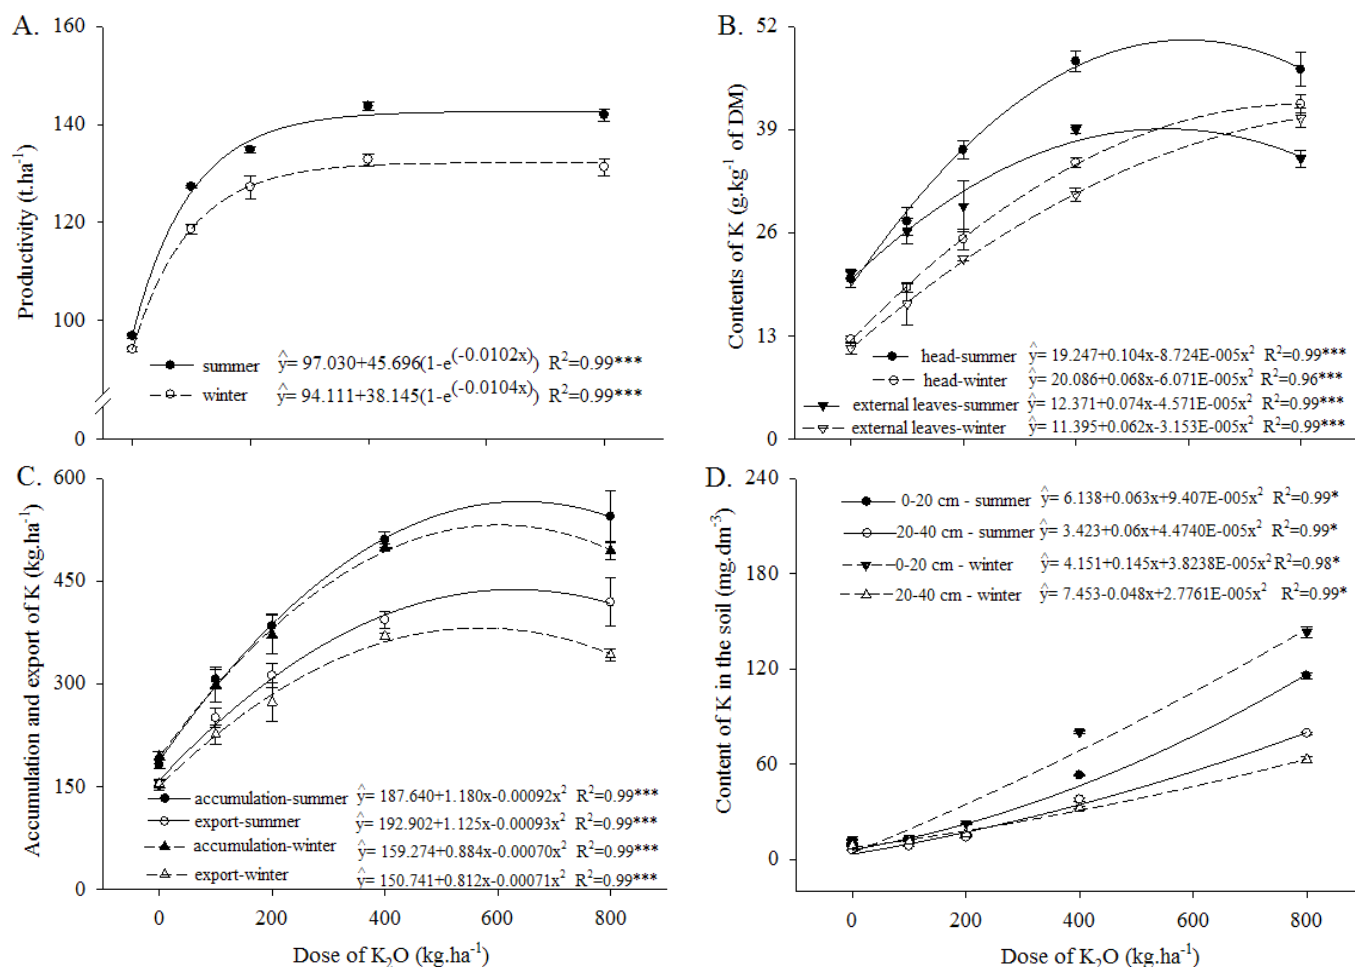 A.
160
140
120
100
0
Productivity (t.ha⁻¹)
summer ŷ= 97.030+45.696(1-e^(-0.0102x)) R²=0.99***
winter ŷ= 94.111+38.145(1-e^(-0.0104x)) R²=0.99***
B.
52
39
26
13
0
Contents of K (g.kg⁻¹ of DM)
head-summer ŷ= 19.247+0.104x-8.724E-005x² R²=0.99***
head-winter ŷ= 20.086+0.068x-6.071E-005x² R²=0.96***
external leaves-summer ŷ= 12.371+0.074x-4.571E-005x² R²=0.99***
external leaves-winter ŷ= 11.395+0.062x-3.153E-005x² R²=0.99***
C.
600
450
300
150
0
Accumulation and export of K (kg.ha⁻¹)
accumulation-summer ŷ= 187.640+1.180x-0.00092x² R²=0.99***
export-summer ŷ= 192.902+1.125x-0.00093x² R²=0.99***
accumulation-winter ŷ= 159.274+0.884x-0.00070x² R²=0.99***
export-winter ŷ= 150.741+0.812x-0.00071x² R²=0.99***
0 200 400 600 800
Dose of K₂O (kg.ha⁻¹)
D.
240
180
120
60
0
Content of K in the soil (mg.dm⁻³)
0-20 cm - summer ŷ= 6.138+0.063x+9.407E-005x² R²=0.99*
20-40 cm - summer ŷ= 3.423+0.06x+4.4740E-005x² R²=0.99*
0-20 cm - winter ŷ= 4.151+0.145x+3.8238E-005x² R²=0.98*
20-40 cm - winter ŷ= 7.453-0.048x+2.7761E-005x² R²=0.99*
0 200 400 600 800
Dose of K₂O (kg.ha⁻¹)